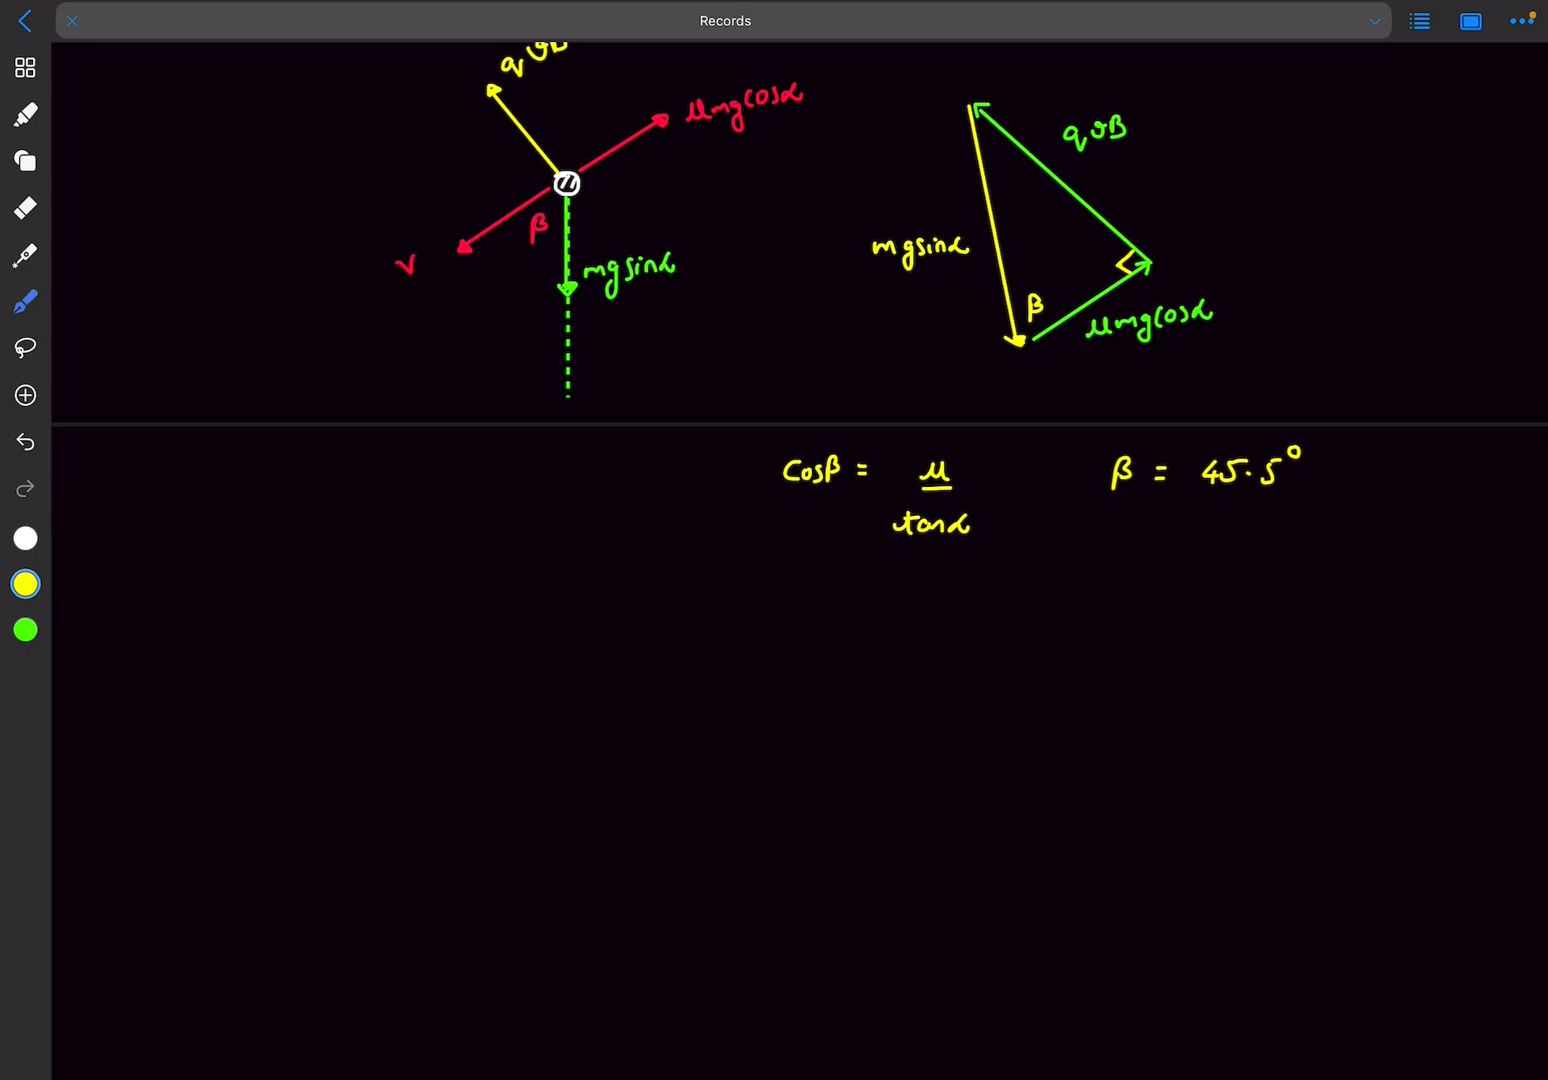 Records
qvB
μmgcosα
qvB
β
v
mgsinα
mgsinα
β
μmgcosα
Cosβ = μ
tanα
β = 45.5°